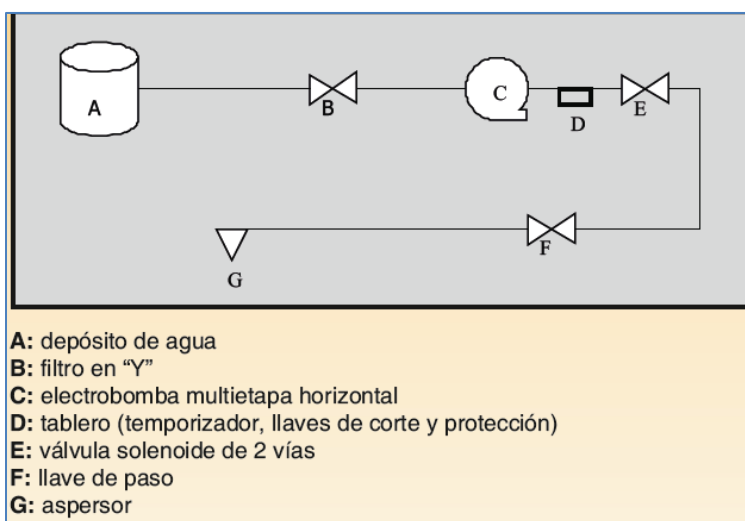 A
B
C
D
E
F
G
A: depósito de agua
B: filtro en “Y”
C: electrobomba multietapa horizontal
D: tablero (temporizador, llaves de corte y protección)
E: válvula solenoide de 2 vías
F: llave de paso
G: aspersor